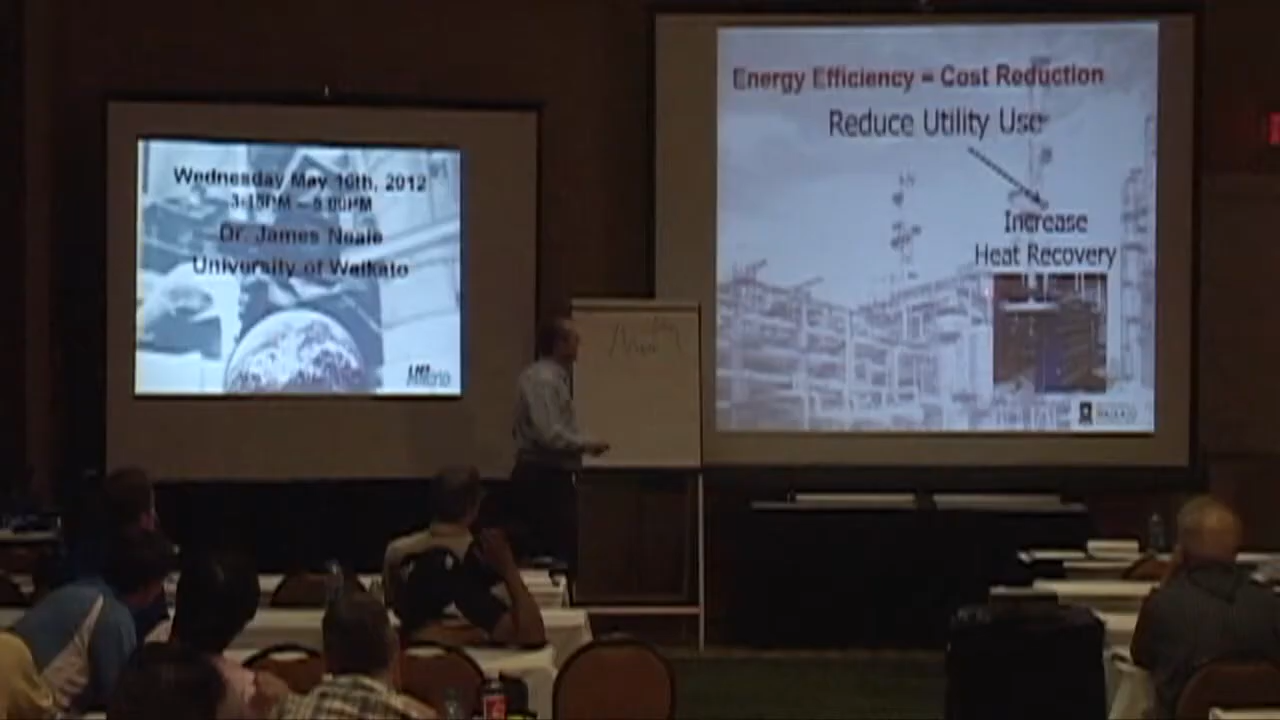 Wednesday May 16th, 2012
3:15PM – 5:00PM
Dr. James Neale
University of Waikato
Energy Efficiency = Cost Reduction
Reduce Utility Use
Increase
Heat Recovery